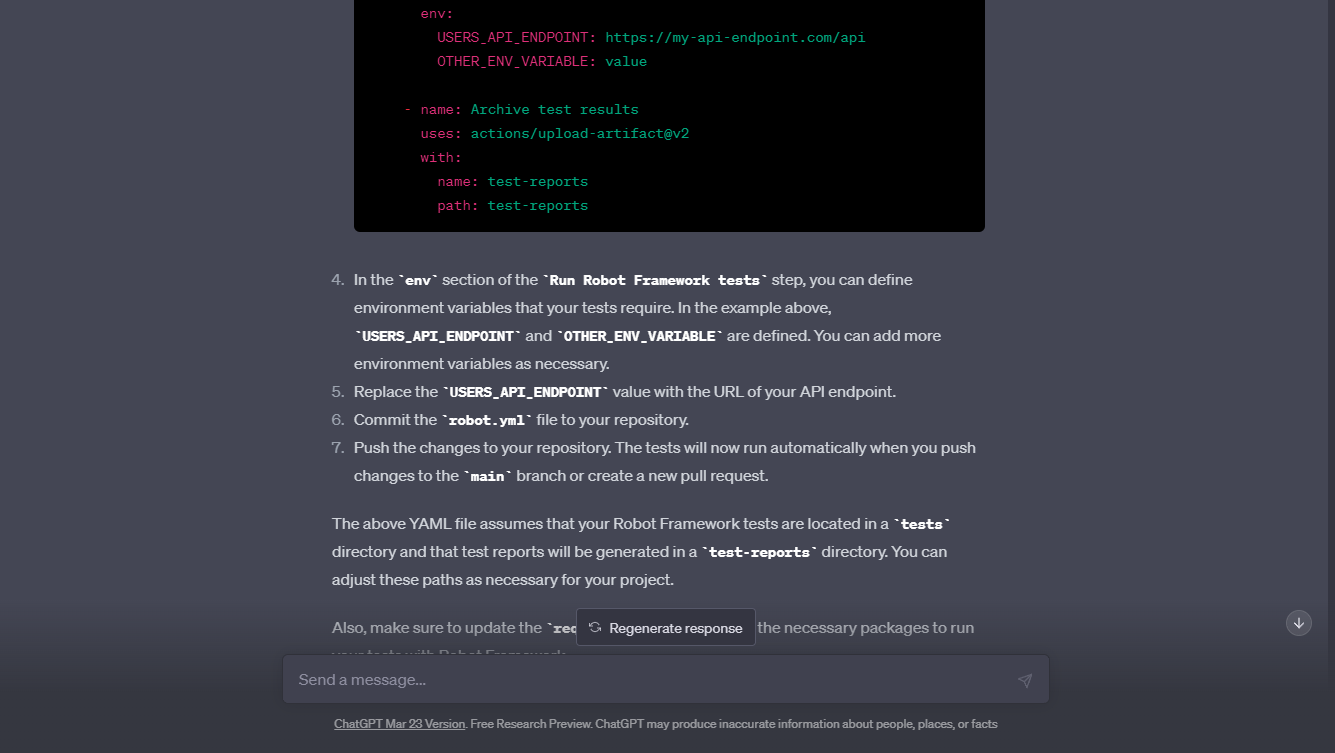 env:
USERS_API_ENDPOINT: https://my-api-endpoint.com/api
OTHER_ENV_VARIABLE: value
- name: Archive test results
uses: actions/upload-artifact@v2
with:
name: test-reports
path: test-reports
4. In the `env` section of the `Run Robot Framework tests` step, you can define
environment variables that your tests require. In the example above,
`USERS_API_ENDPOINT` and `OTHER_ENV_VARIABLE` are defined. You can add more
environment variables as necessary.
5. Replace the `USERS_API_ENDPOINT` value with the URL of your API endpoint.
6. Commit the `robot.yml` file to your repository.
7. Push the changes to your repository. The tests will now run automatically when you push
changes to the `main` branch or create a new pull request.
The above YAML file assumes that your Robot Framework tests are located in a `tests`
directory and that test reports will be generated in a `test-reports` directory. You can
adjust these paths as necessary for your project.
Also, make sure to update the the necessary packages to run
your tests with Robot Framework.
Regenerate response
Send a message...
ChatGPT Mar 23 Version. Free Research Preview. ChatGPT may produce inaccurate information about people, places, or facts